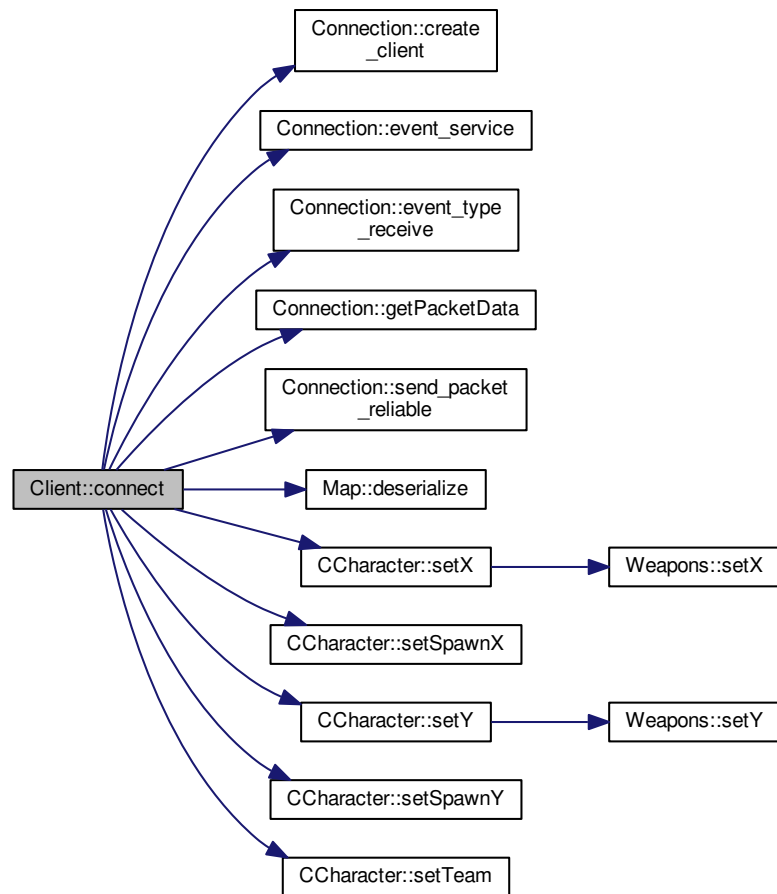 Connection::create
_client
Connection::event_service
Connection::event_type
_receive
Connection::getPacketData
Connection::send_packet
_reliable
Client::connect
Map::deserialize
CCharacter::setX
Weapons::setX
CCharacter::setSpawnX
CCharacter::setY
Weapons::setY
CCharacter::setSpawnY
CCharacter::setTeam